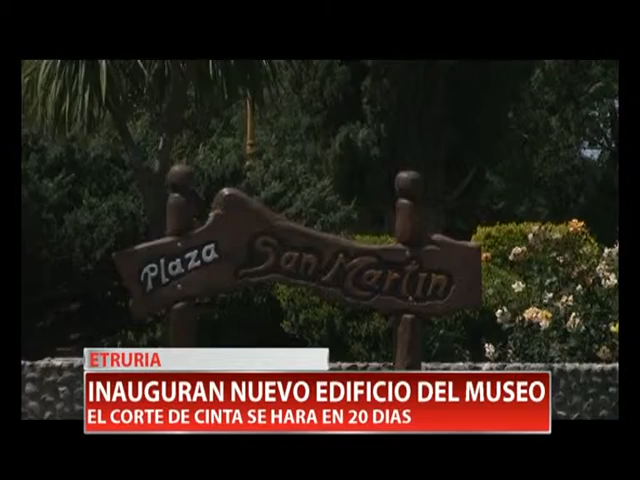 Plaza
San Martin
ETRURIA
INAUGURAN NUEVO EDIFICIO DEL MUSEO
EL CORTE DE CINTA SE HARA EN 20 DIAS